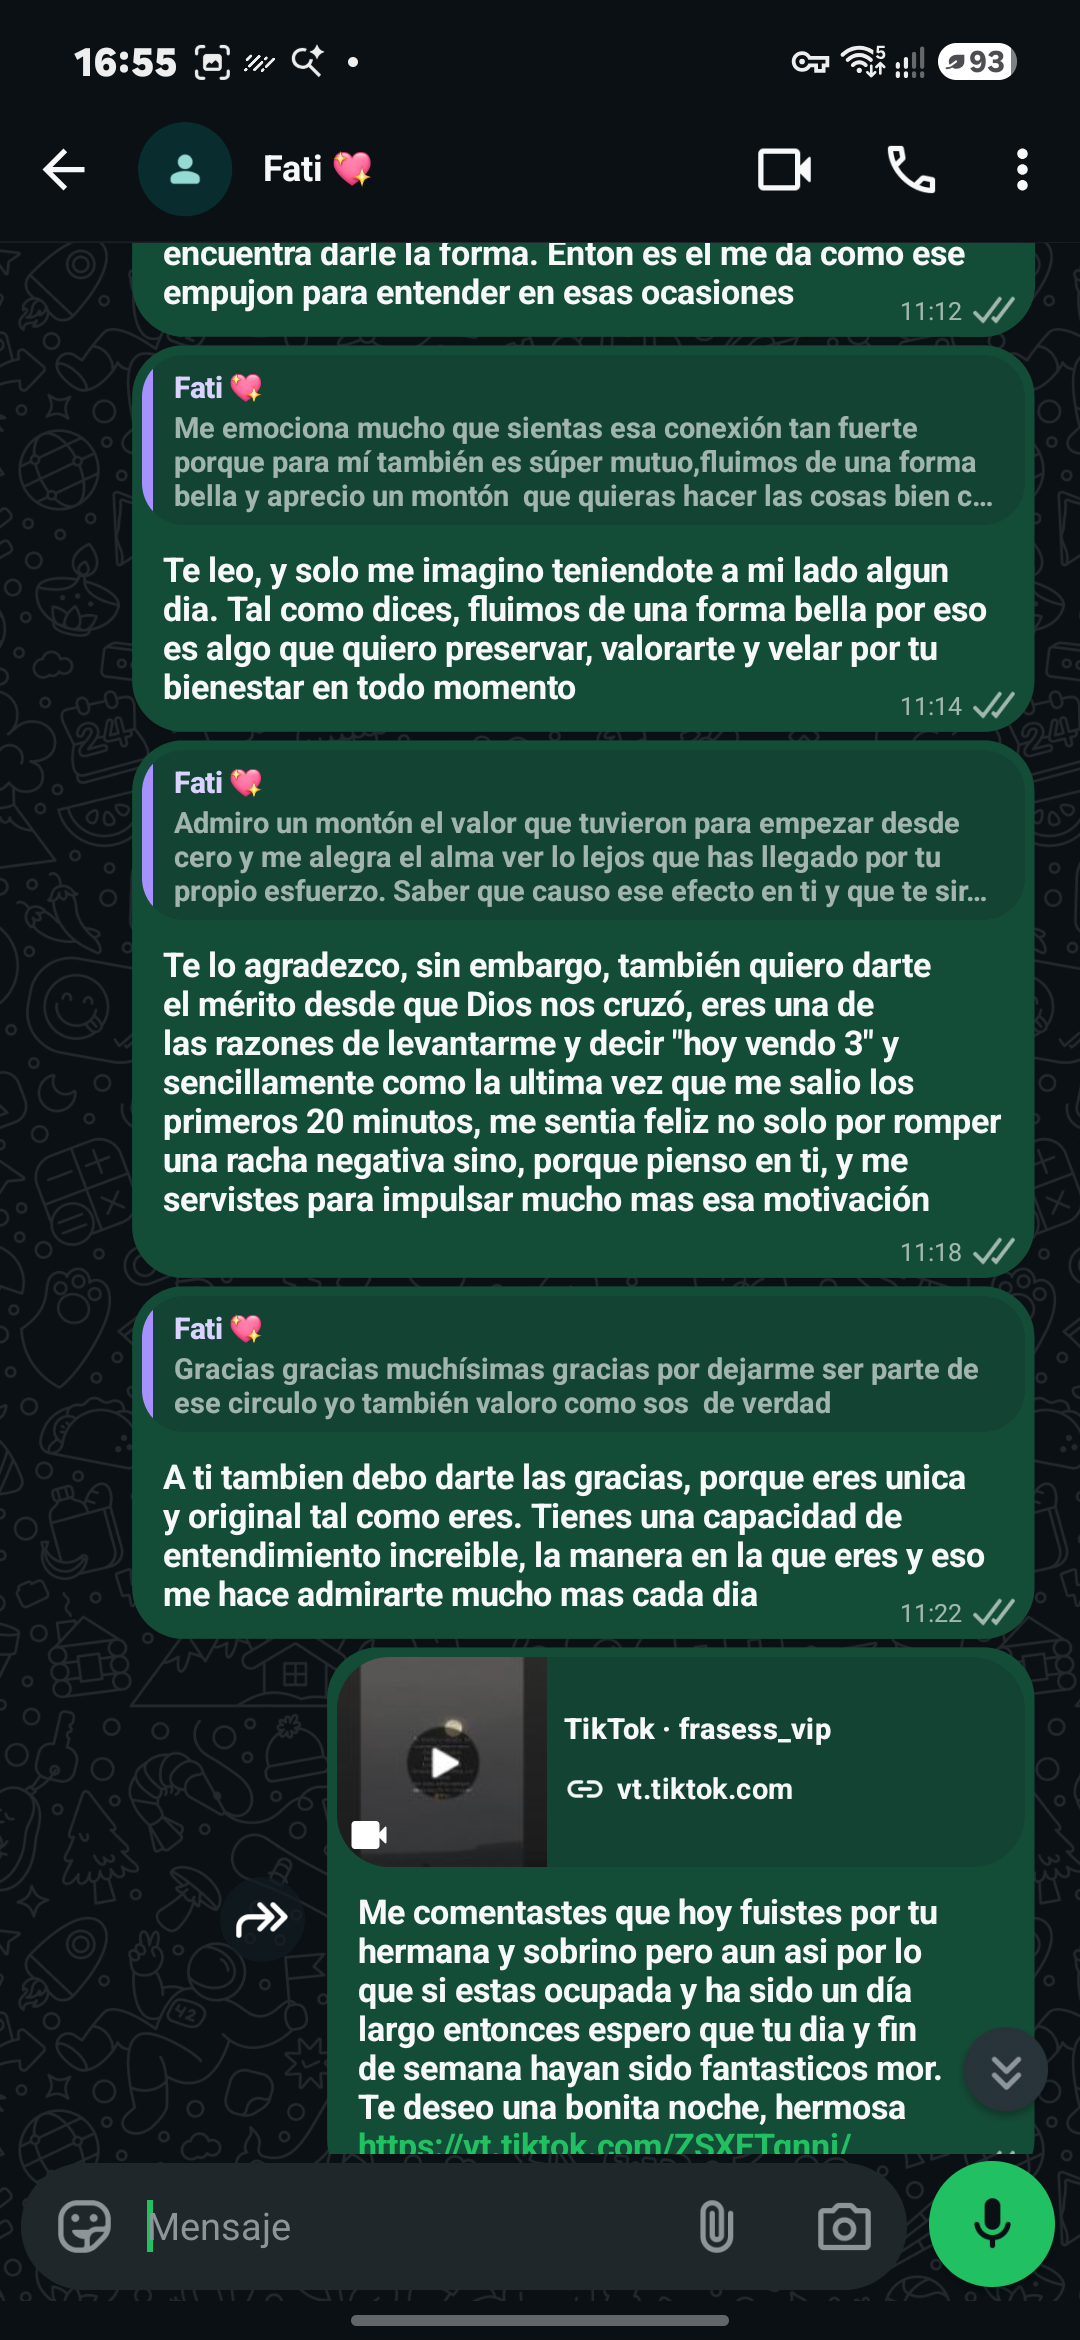 16:55
5
93
Fati 💖
encuentra darle la forma. Enton es el me da como ese
empujon para entender en esas ocasiones
11:12
Fati 💖
Me emociona mucho que sientas esa conexión tan fuerte
porque para mí también es súper mutuo,fluimos de una forma
bella y aprecio un montón  que quieras hacer las cosas bien c...
Te leo, y solo me imagino teniendote a mi lado algun
dia. Tal como dices, fluimos de una forma bella por eso
es algo que quiero preservar, valorarte y velar por tu
bienestar en todo momento
11:14
Fati 💖
Admiro un montón el valor que tuvieron para empezar desde
cero y me alegra el alma ver lo lejos que has llegado por tu
propio esfuerzo. Saber que causo ese efecto en ti y que te sir...
Te lo agradezco, sin embargo, también quiero darte
el mérito desde que Dios nos cruzó, eres una de
las razones de levantarme y decir "hoy vendo 3" y
sencillamente como la ultima vez que me salio los
primeros 20 minutos, me sentia feliz no solo por romper
una racha negativa sino, porque pienso en ti, y me
servistes para impulsar mucho mas esa motivación
11:18
Fati 💖
Gracias gracias muchísimas gracias por dejarme ser parte de
ese circulo yo también valoro como sos  de verdad
A ti tambien debo darte las gracias, porque eres unica
y original tal como eres. Tienes una capacidad de
entendimiento increible, la manera en la que eres y eso
me hace admirarte mucho mas cada dia
11:22
TikTok · frasess_vip
vt.tiktok.com
Me comentastes que hoy fuistes por tu
hermana y sobrino pero aun asi por lo
que si estas ocupada y ha sido un día
largo entonces espero que tu dia y fin
de semana hayan sido fantasticos mor.
Te deseo una bonita noche, hermosa
https://vt.tiktok.com/ZSXFTqnni/
Mensaje